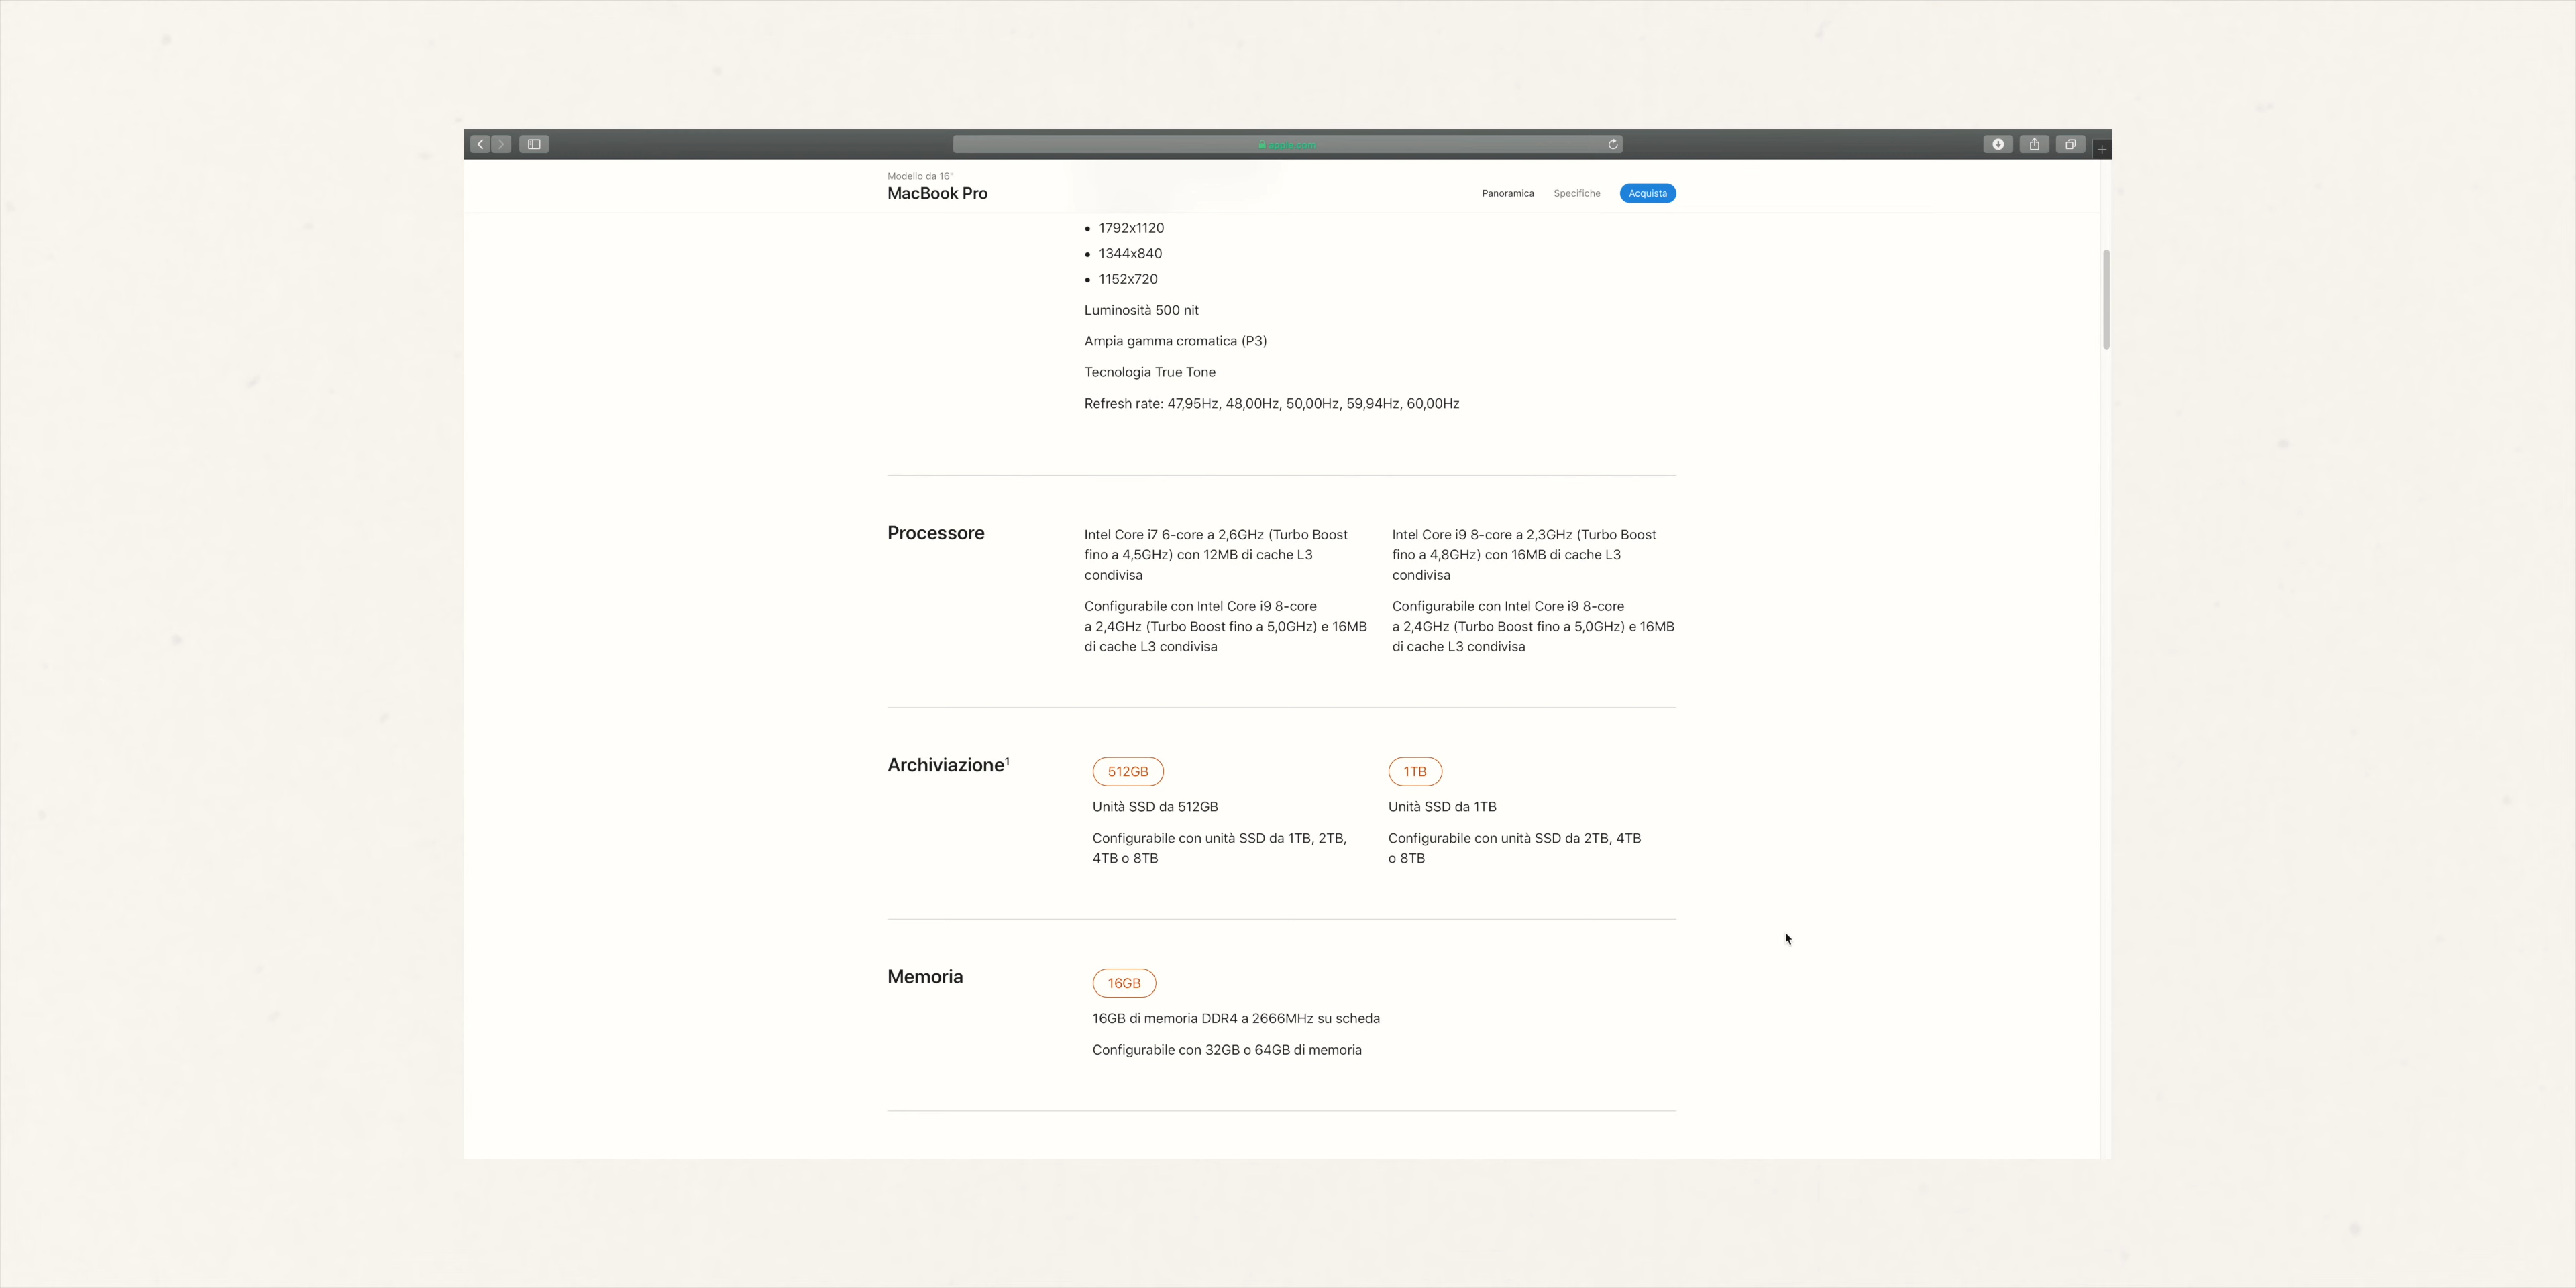 apple.com
Modello da 16"
MacBook Pro
Panoramica
Specifiche
Acquista
• 1792x1120
• 1344x840
• 1152x720
Luminosità 500 nit
Ampia gamma cromatica (P3)
Tecnologia True Tone
Refresh rate: 47,95Hz, 48,00Hz, 50,00Hz, 59,94Hz, 60,00Hz
Processore
Intel Core i7 6-core a 2,6GHz (Turbo Boost
fino a 4,5GHz) con 12MB di cache L3
condivisa
Configurabile con Intel Core i9 8-core
a 2,4GHz (Turbo Boost fino a 5,0GHz) e 16MB
di cache L3 condivisa
Intel Core i9 8-core a 2,3GHz (Turbo Boost
fino a 4,8GHz) con 16MB di cache L3
condivisa
Configurabile con Intel Core i9 8-core
a 2,4GHz (Turbo Boost fino a 5,0GHz) e 16MB
di cache L3 condivisa
Archiviazione¹
512GB
Unità SSD da 512GB
Configurabile con unità SSD da 1TB, 2TB,
4TB o 8TB
1TB
Unità SSD da 1TB
Configurabile con unità SSD da 2TB, 4TB
o 8TB
Memoria
16GB
16GB di memoria DDR4 a 2666MHz su scheda
Configurabile con 32GB o 64GB di memoria